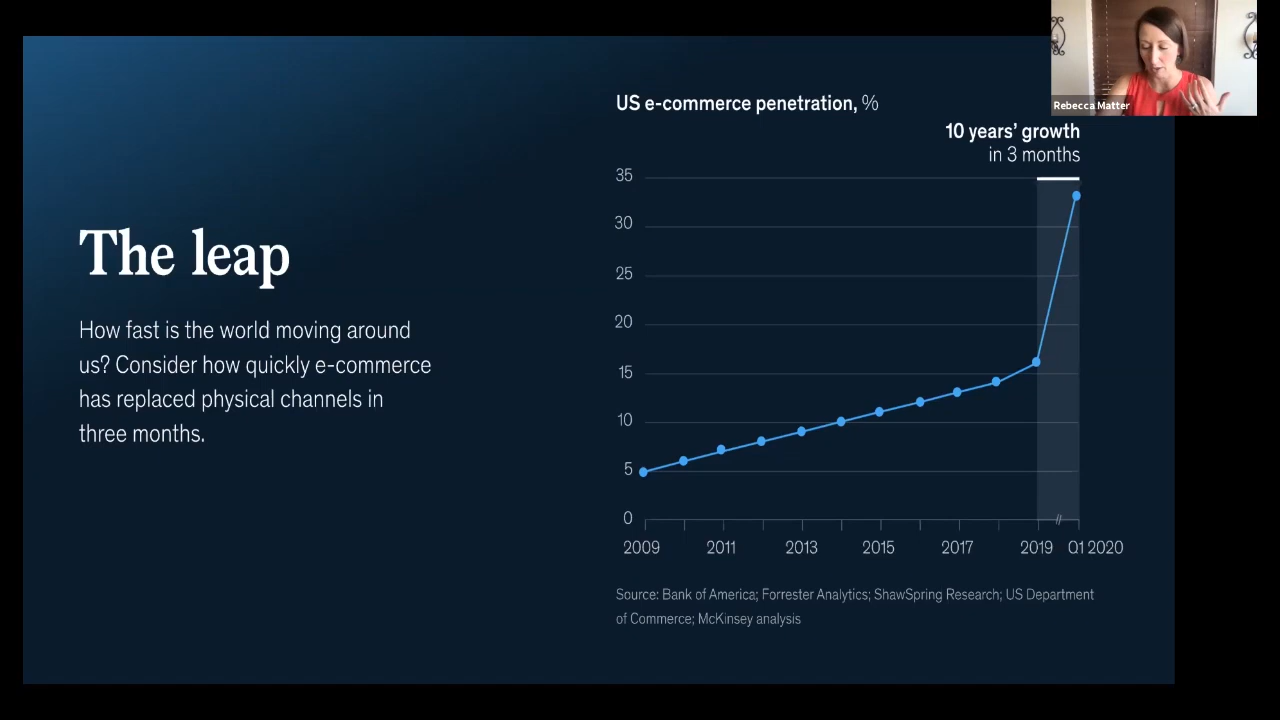 Rebecca Matter
US e-commerce penetration, %
10 years' growth
in 3 months
The leap
How fast is the world moving around
us? Consider how quickly e-commerce
has replaced physical channels in
three months.
35
30
25
20
15
10
5
0
2009 2011 2013 2015 2017 2019 Q1 2020
Source: Bank of America; Forrester Analytics; ShawSpring Research; US Department
of Commerce; McKinsey analysis